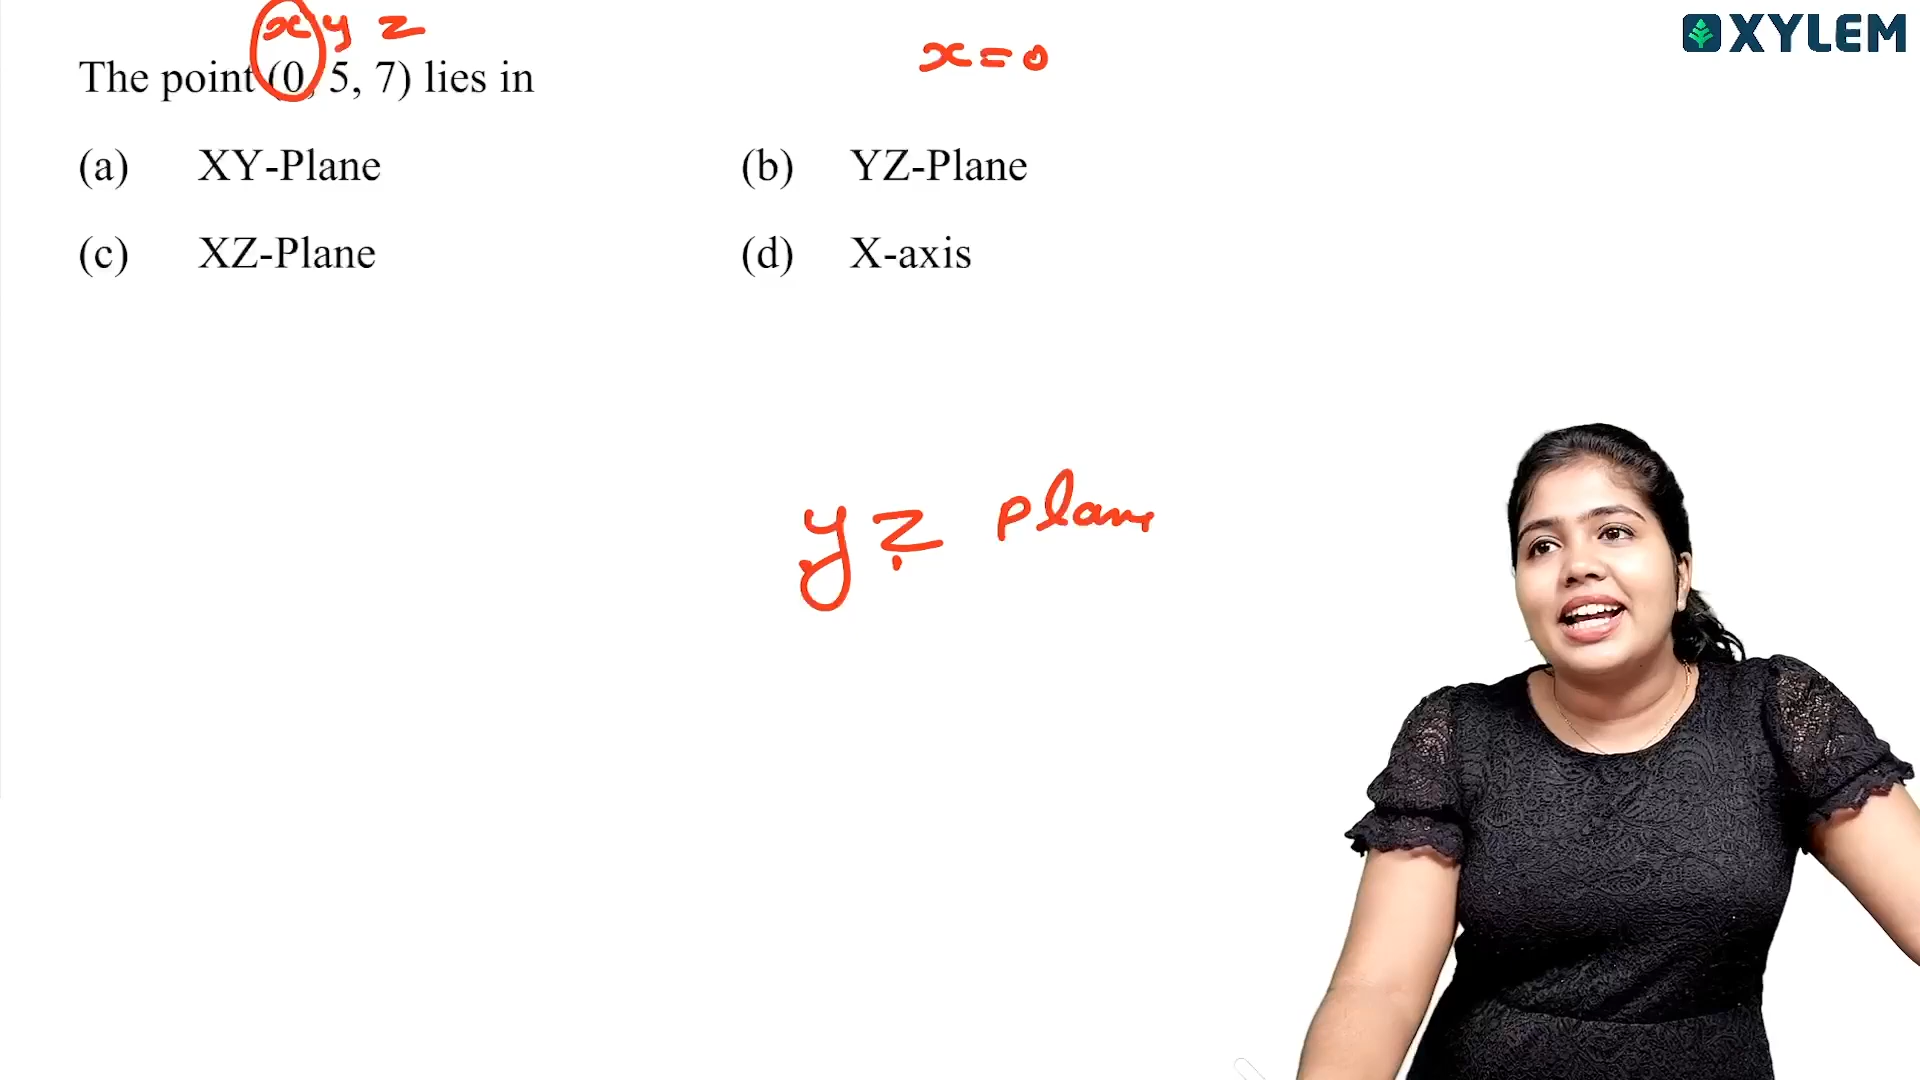 x y z
x = 0
XYLEM
The point (0, 5, 7) lies in
(a) XY-Plane (b) YZ-Plane
(c) XZ-Plane (d) X-axis
yz plane